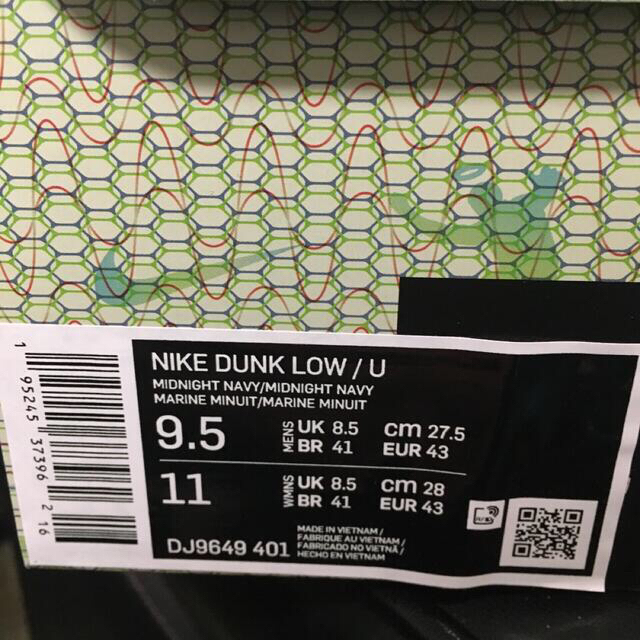 NIKE DUNK LOW / U
MIDNIGHT NAVY/MIDNIGHT NAVY
MARINE MINUIT/MARINE MINUIT
9.5 MENS UK 8.5 cm 27.5
BR 41 EUR 43
11 WMNS UK 8.5 cm 28
BR 41 EUR 43
DJ9649 401
MADE IN VIETNAM /
FABRIQUE AU VIETNAM /
FABRICADO NO VIETNÃ /
HECHO EN VIETNAM
1 95245 37396 2 16